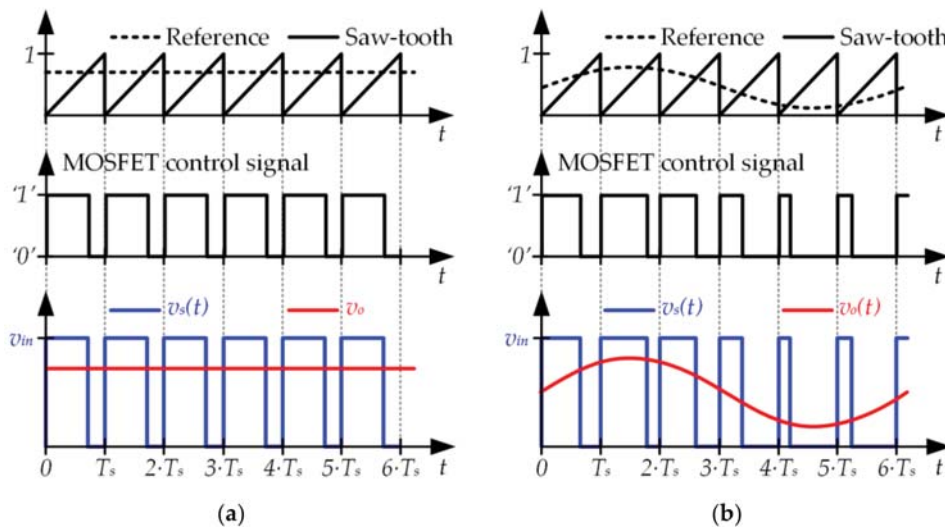 Reference Saw-tooth
1
t
MOSFET control signal
'1'
'0'
t
vs(t) vo
vin
0 Ts 2·Ts 3·Ts 4·Ts 5·Ts 6·Ts t
(a)
Reference Saw-tooth
1
t
MOSFET control signal
'1'
'0'
t
vs(t) vo(t)
vin
0 Ts 2·Ts 3·Ts 4·Ts 5·Ts 6·Ts t
(b)